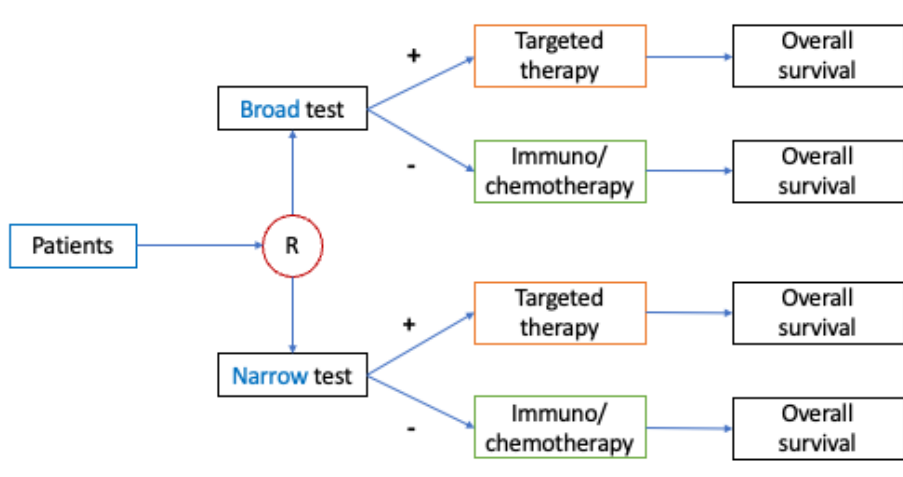 Targeted
therapy
Overall
survival
+
Broad test
-
Immuno/
chemotherapy
Overall
survival
Patients
R
Targeted
therapy
Overall
survival
+
Narrow test
-
Immuno/
chemotherapy
Overall
survival